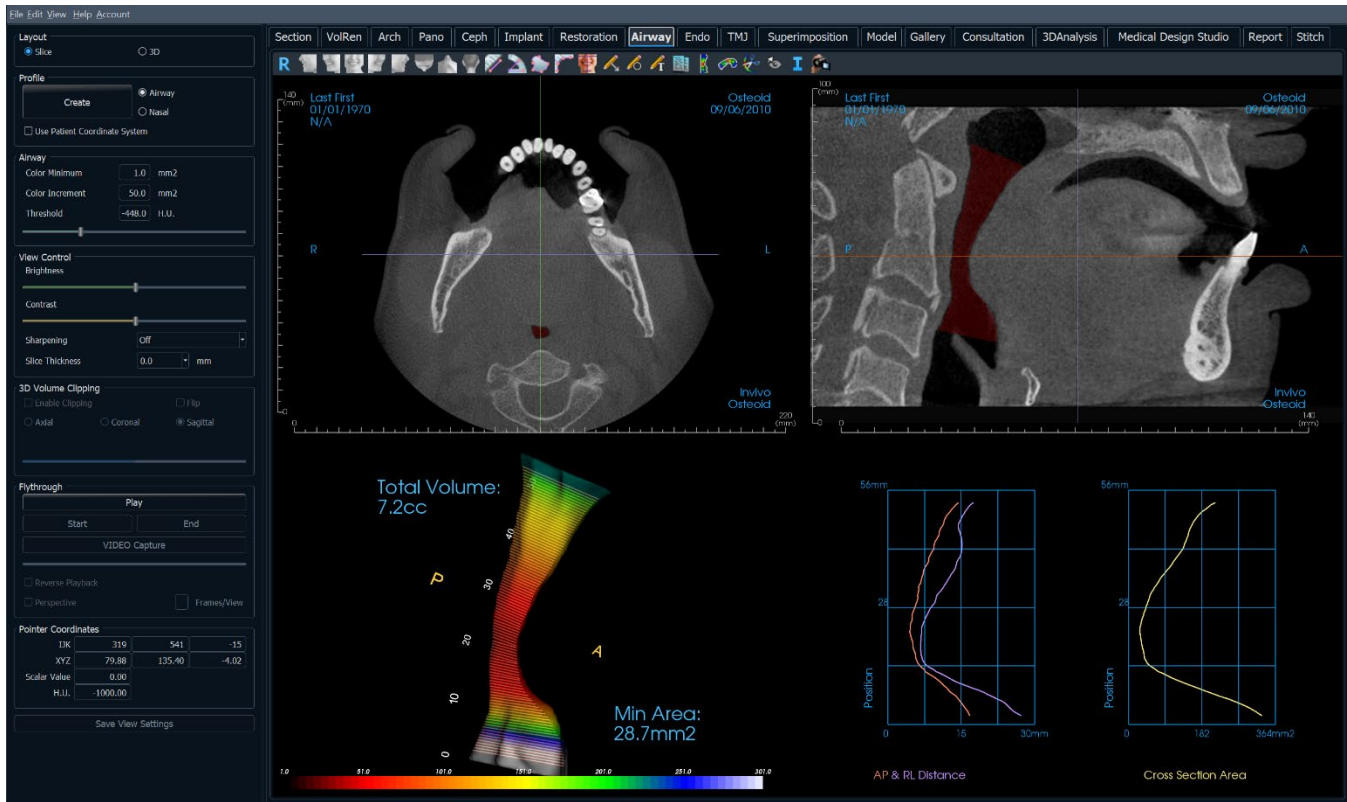 File Edit View Help Account
Layout
Slice 3D
Profile
Create
Airway
Nasal
Use Patient Coordinate System
Airway
Color Minimum 1.0 mm2
Color Increment 50.0 mm2
Threshold -448.0 H.U.
View Control
Brightness
Contrast
Sharpening Off
Slice Thickness 0.0 mm
3D Volume Clipping
Enable Clipping Flip
Axial Coronal Sagittal
Flythrough
Play
Start End
VIDEO Capture
Reverse Playback
Perspective Frames/View
Pointer Coordinates
IJK 319 541 -15
XYZ 79.88 135.40 -4.02
Scalar Value 0.00
H.U. -1000.00
Save View Settings
Section VolRen Arch Pano Ceph Implant Restoration Airway Endo TMJ Superimposition Model Gallery Consultation 3DAnalysis Medical Design Studio Report Stitch
R T I
140
(mm)
Last First
01/01/1970
N/A
Osteoid
09/06/2010
R L
Invivo
Osteoid
0
0 220
(mm)
100
(mm)
Last First
01/01/1970
N/A
Osteoid
09/06/2010
P A
Invivo
Osteoid
0
0 140
(mm)
Total Volume:
7.2cc
P
A
40
30
20
10
0
Min Area:
28.7mm2
1.0 51.0 101.0 151.0 201.0 251.0 301.0
56mm
28
Position
0 15 30mm
AP & RL Distance
56mm
28
Position
0 182 364mm2
Cross Section Area